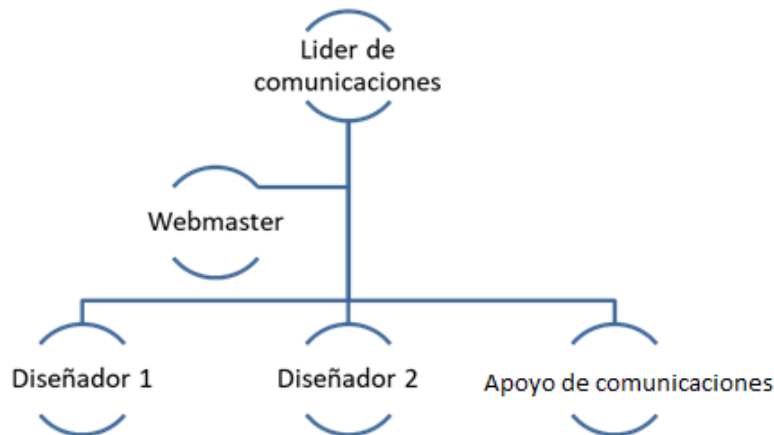 Lider de
comunicaciones
Webmaster
Diseñador 1
Diseñador 2
Apoyo de comunicaciones